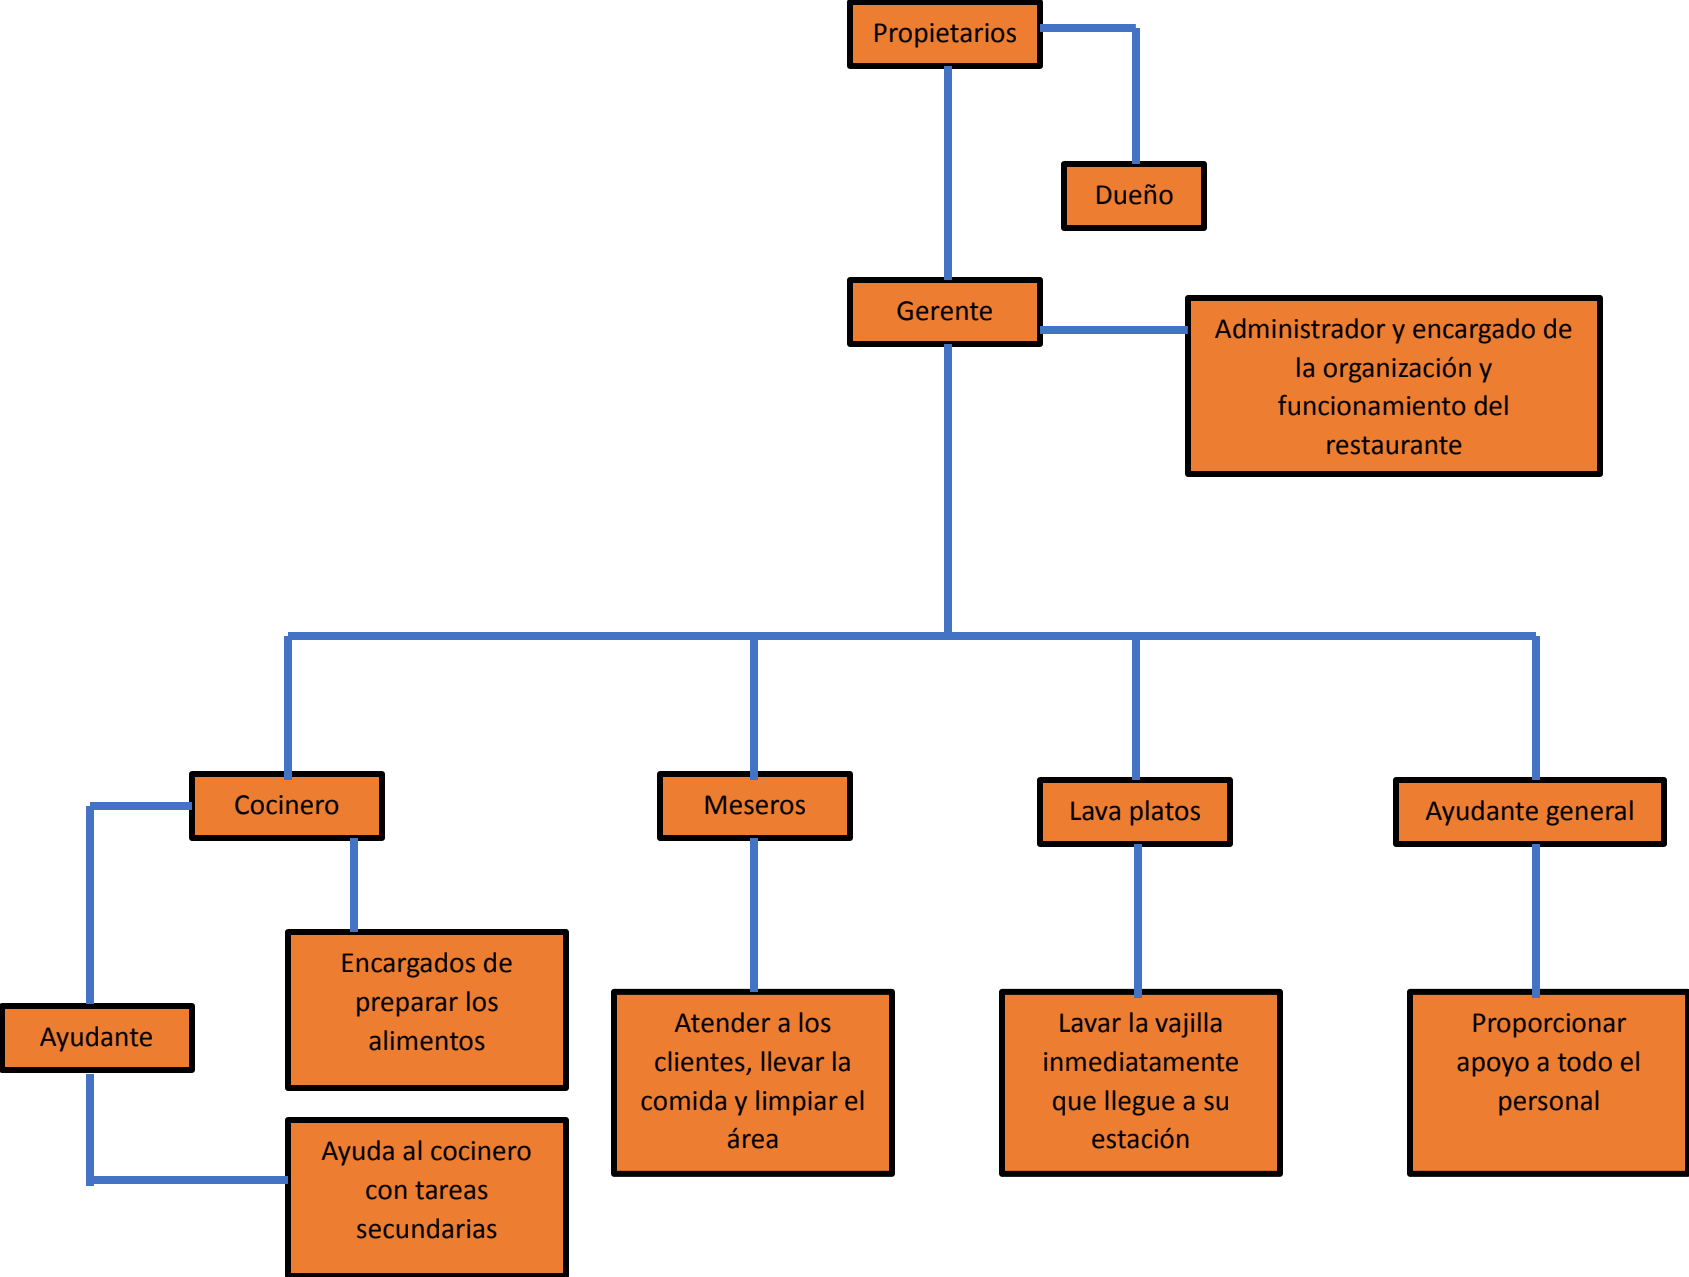 Propietarios
Dueño
Gerente
Administrador y encargado de
la organización y
funcionamiento del
restaurante
Cocinero
Meseros
Lava platos
Ayudante general
Encargados de
preparar los
alimentos
Ayudante
Ayuda al cocinero
con tareas
secundarias
Atender a los
clientes, llevar la
comida y limpiar el
área
Lavar la vajilla
inmediatamente
que llegue a su
estación
Proporcionar
apoyo a todo el
personal